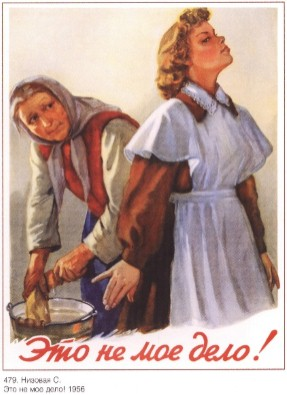 Это не мое дело!
479. Низовая С.
Это не мое дело! 1956